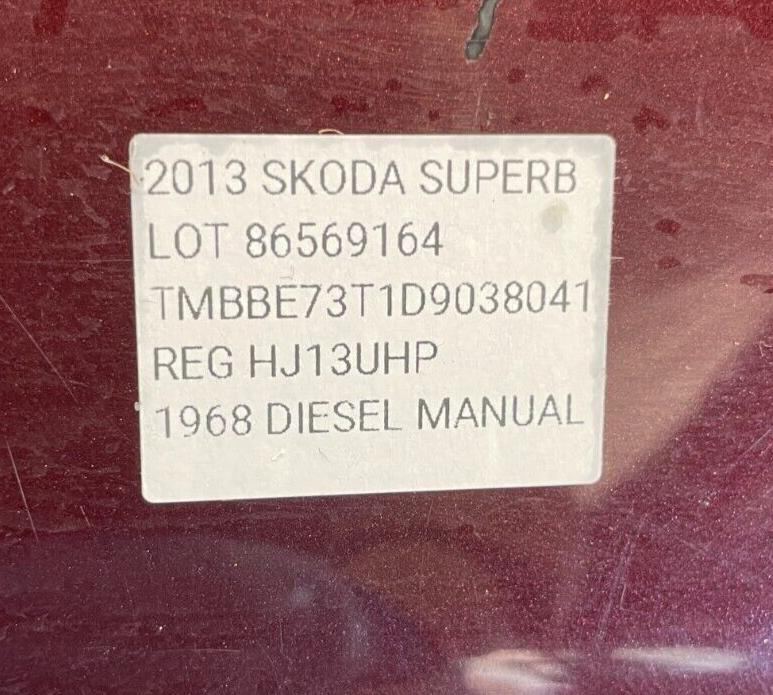 2013 SKODA SUPERB
LOT 86569164
TMBBE73T1D9038041
REG HJ13UHP
1968 DIESEL MANUAL